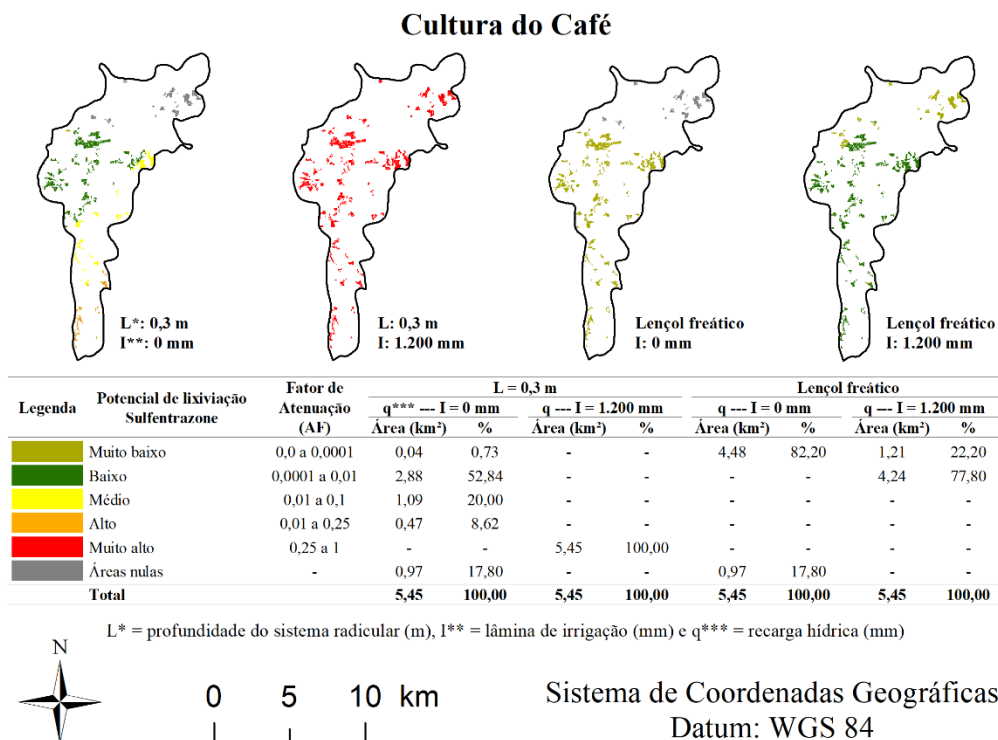 Cultura do Café
L*: 0,3 m
I**: 0 mm
L: 0,3 m
I: 1.200 mm
Lençol freático
I: 0 mm
Lençol freático
I: 1.200 mm
Legenda Potencial de lixiviação Sulfentrazone Fator de Atenuação (AF) L = 0,3 m Lençol freático
q*** --- I = 0 mm q --- I = 1.200 mm q --- I = 0 mm q --- I = 1.200 mm
Área (km²) % Área (km²) % Área (km²) % Área (km²) %
Muito baixo 0,0 a 0,0001 0,04 0,73 - - 4,48 82,20 1,21 22,20
Baixo 0,0001 a 0,01 2,88 52,84 - - - - 4,24 77,80
Médio 0,01 a 0,1 1,09 20,00 - - - - - -
Alto 0,01 a 0,25 0,47 8,62 - - - - - -
Muito alto 0,25 a 1 - - 5,45 100,00 - - - -
Áreas nulas - 0,97 17,80 - - 0,97 17,80 - -
Total 5,45 100,00 5,45 100,00 5,45 100,00 5,45 100,00
L* = profundidade do sistema radicular (m), I** = lâmina de irrigação (mm) e q*** = recarga hídrica (mm)
N
0 5 10 km
Sistema de Coordenadas Geográficas
Datum: WGS 84